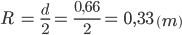 R = d/2 = 0,66/2 = 0,33 (m)